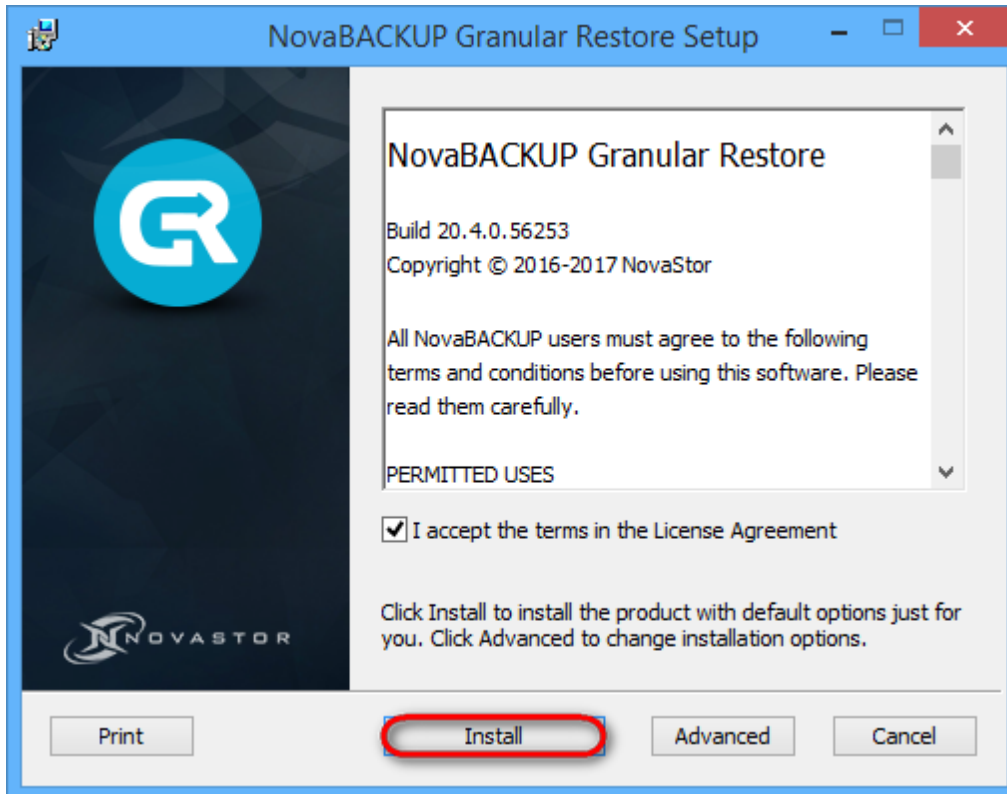 NovaBACKUP Granular Restore Setup
GR
NovaBACKUP Granular Restore
Build 20.4.0.56253
Copyright © 2016-2017 NovaStor
All NovaBACKUP users must agree to the following
terms and conditions before using this software. Please
read them carefully.
PERMITTED USES
I accept the terms in the License Agreement
Click Install to install the product with default options just for
you. Click Advanced to change installation options.
NOVASTOR
Print
Install
Advanced
Cancel